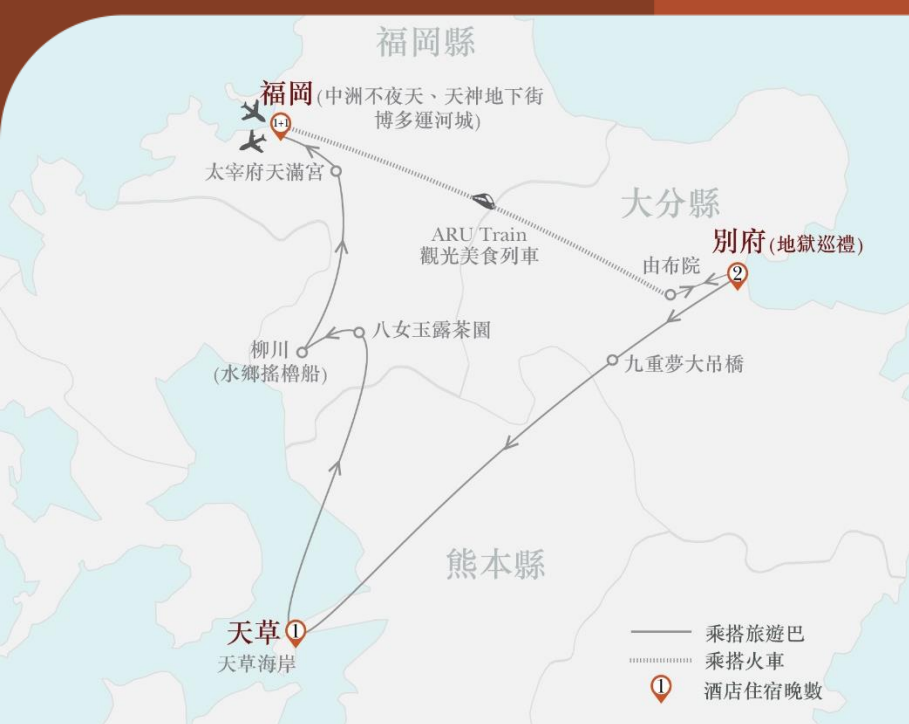 福岡縣
福岡(中洲不夜天、天神地下街
博多運河城)
1+1
太宰府天滿宮
大分縣
ARU Train
觀光美食列車
別府(地獄巡禮)
由布院
2
八女玉露茶園
柳川
(水鄉搖櫓船)
九重夢大吊橋
熊本縣
天草
1
天草海岸
乘搭旅遊巴
乘搭火車
1
酒店住宿晚數